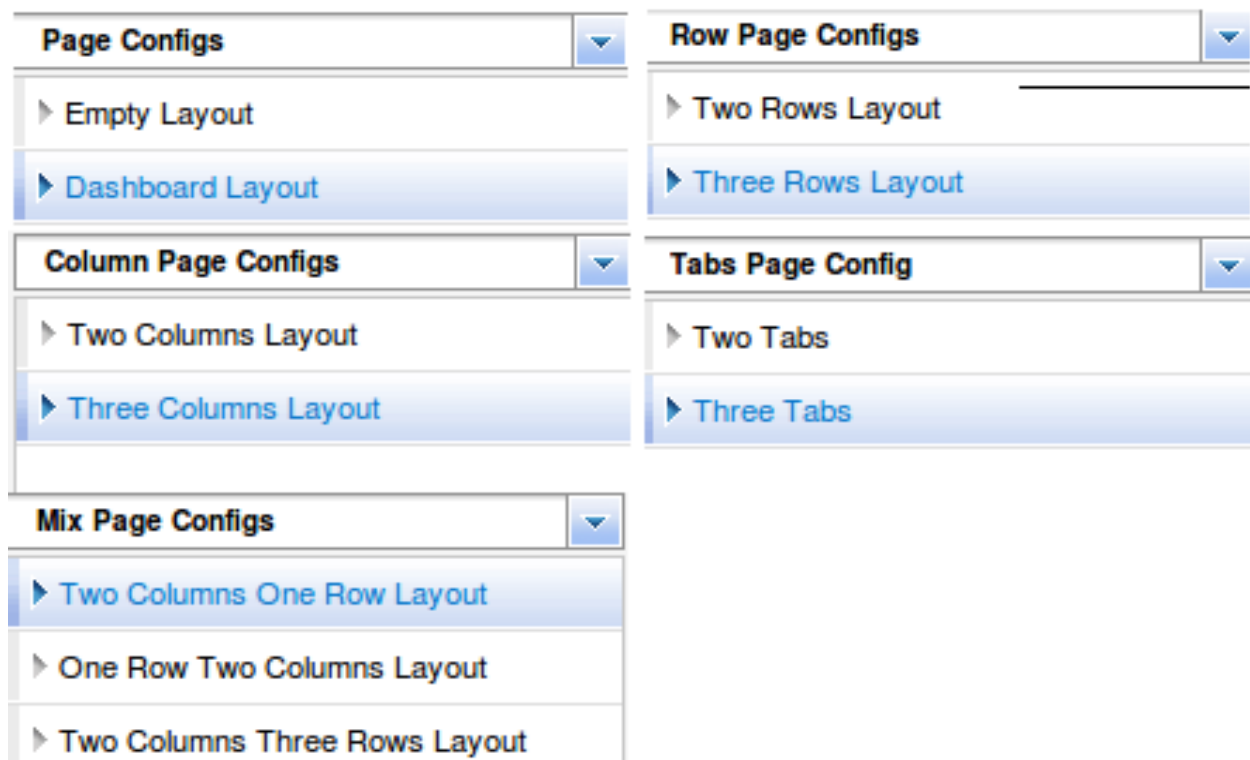 Page Configs
Empty Layout
Dashboard Layout
Row Page Configs
Two Rows Layout
Three Rows Layout
Column Page Configs
Two Columns Layout
Three Columns Layout
Tabs Page Config
Two Tabs
Three Tabs
Mix Page Configs
Two Columns One Row Layout
One Row Two Columns Layout
Two Columns Three Rows Layout